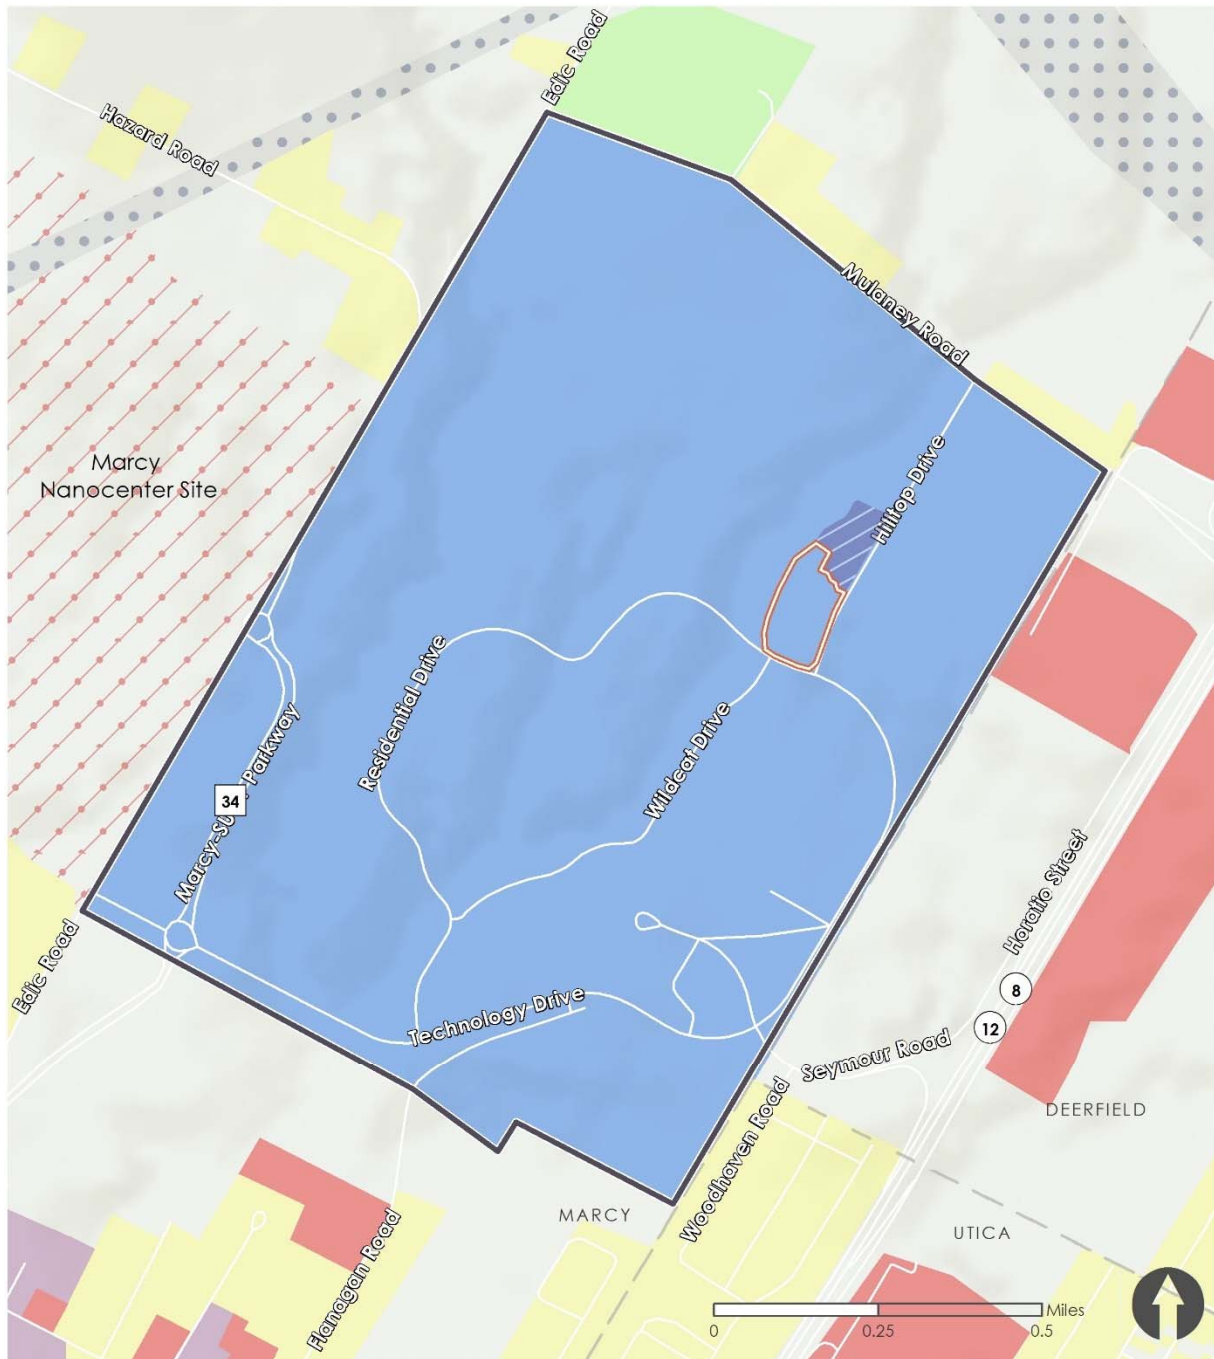 Edic Road
Hazard Road
Mulaney Road
Hilltop Drive
Marcy
Nanocenter Site
Residential Drive
Wildcat Drive
34
Parkway
Horatio Street
Edic Road
Technology Drive
8
12
Seymour Road
Woodhaven Road
DEERFIELD
MARCY
UTICA
Flanagan Road
Miles
0
0.25
0.5